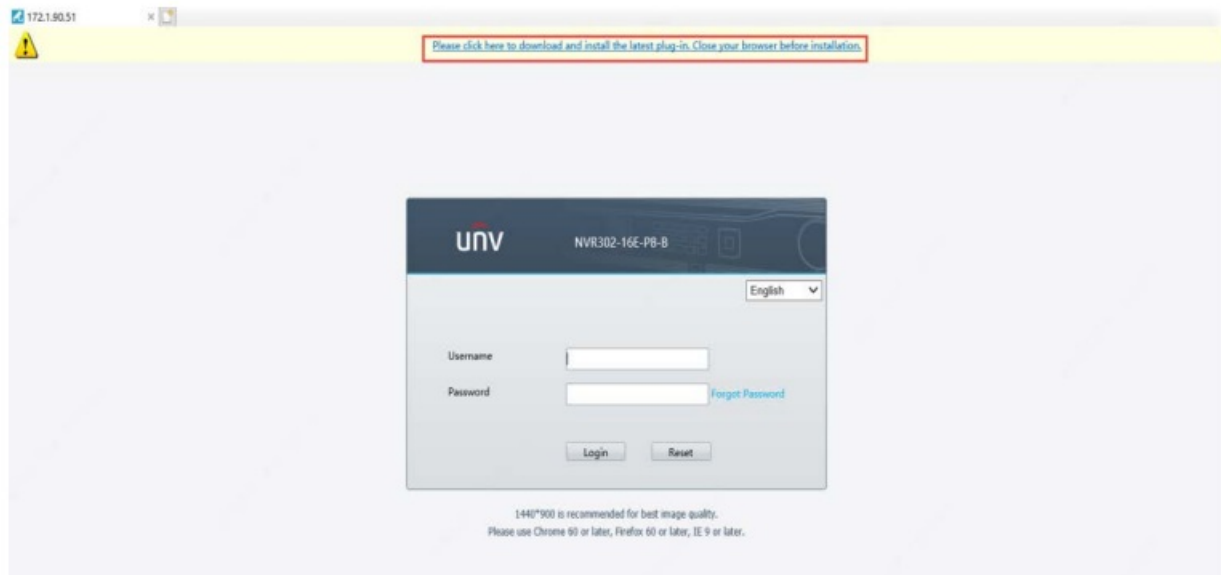 172.1.90.51
Please click here to download and install the latest plug-in. Close your browser before installation.
unv
NVR302-16E-P8-B
English
Username
Password
Forgot Password
Login
Reset
1440*900 is recommended for best image quality.
Please use Chrome 60 or later, Firefox 60 or later, IE 9 or later.